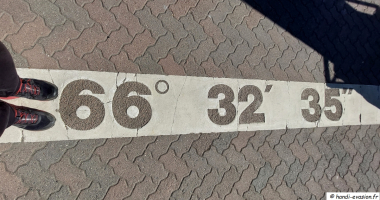 66° 32′ 35″
© handi-evasion.fr